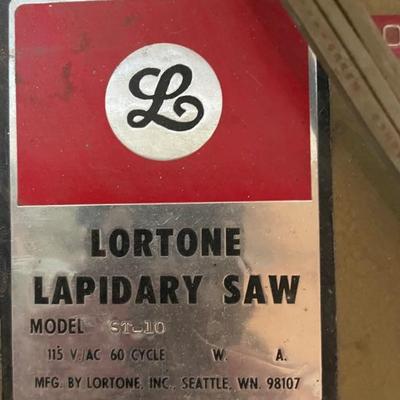 L
LORTONE
LAPIDARY SAW
MODEL ST-10
115 V./AC 60 CYCLE W. A.
MFG. BY LORTONE, INC., SEATTLE, WN. 98107